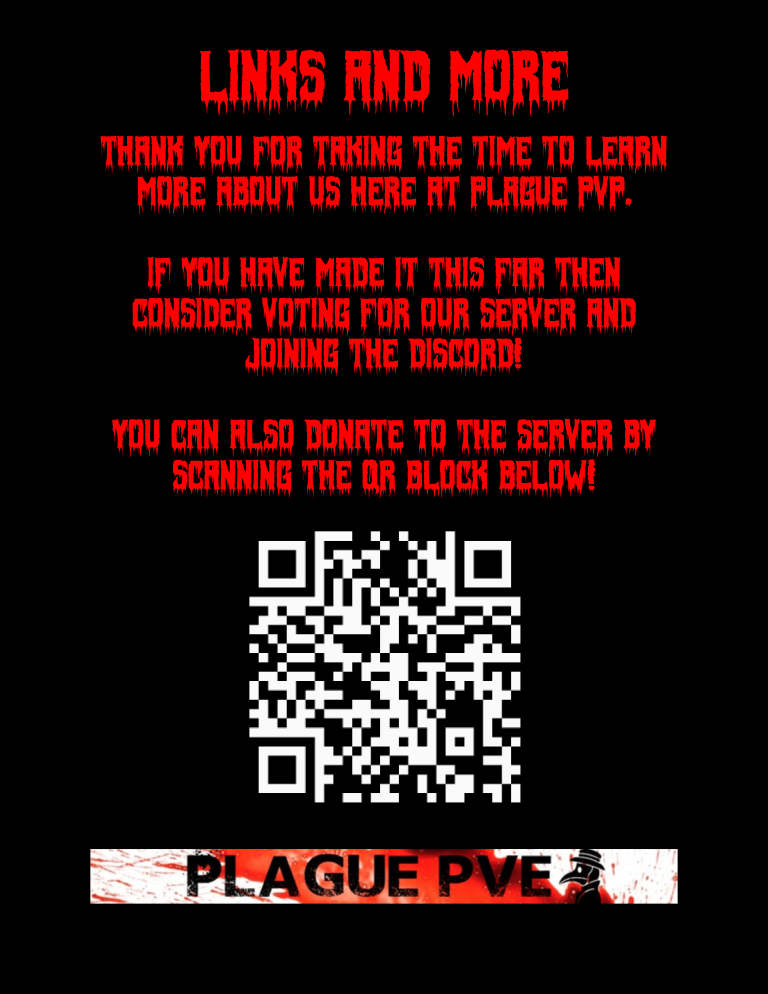 LINKS AND MORE
THANK YOU FOR TAKING THE TIME TO LEARN
MORE ABOUT US HERE AT PLAGUE PVP.
IF YOU HAVE MADE IT THIS FAR THEN
CONSIDER VOTING FOR OUR SERVER AND
JOINING THE DISCORD!
YOU CAN ALSO DONATE TO THE SERVER BY
SCANNING THE QR BLOCK BELOW!
PLAGUE PVE